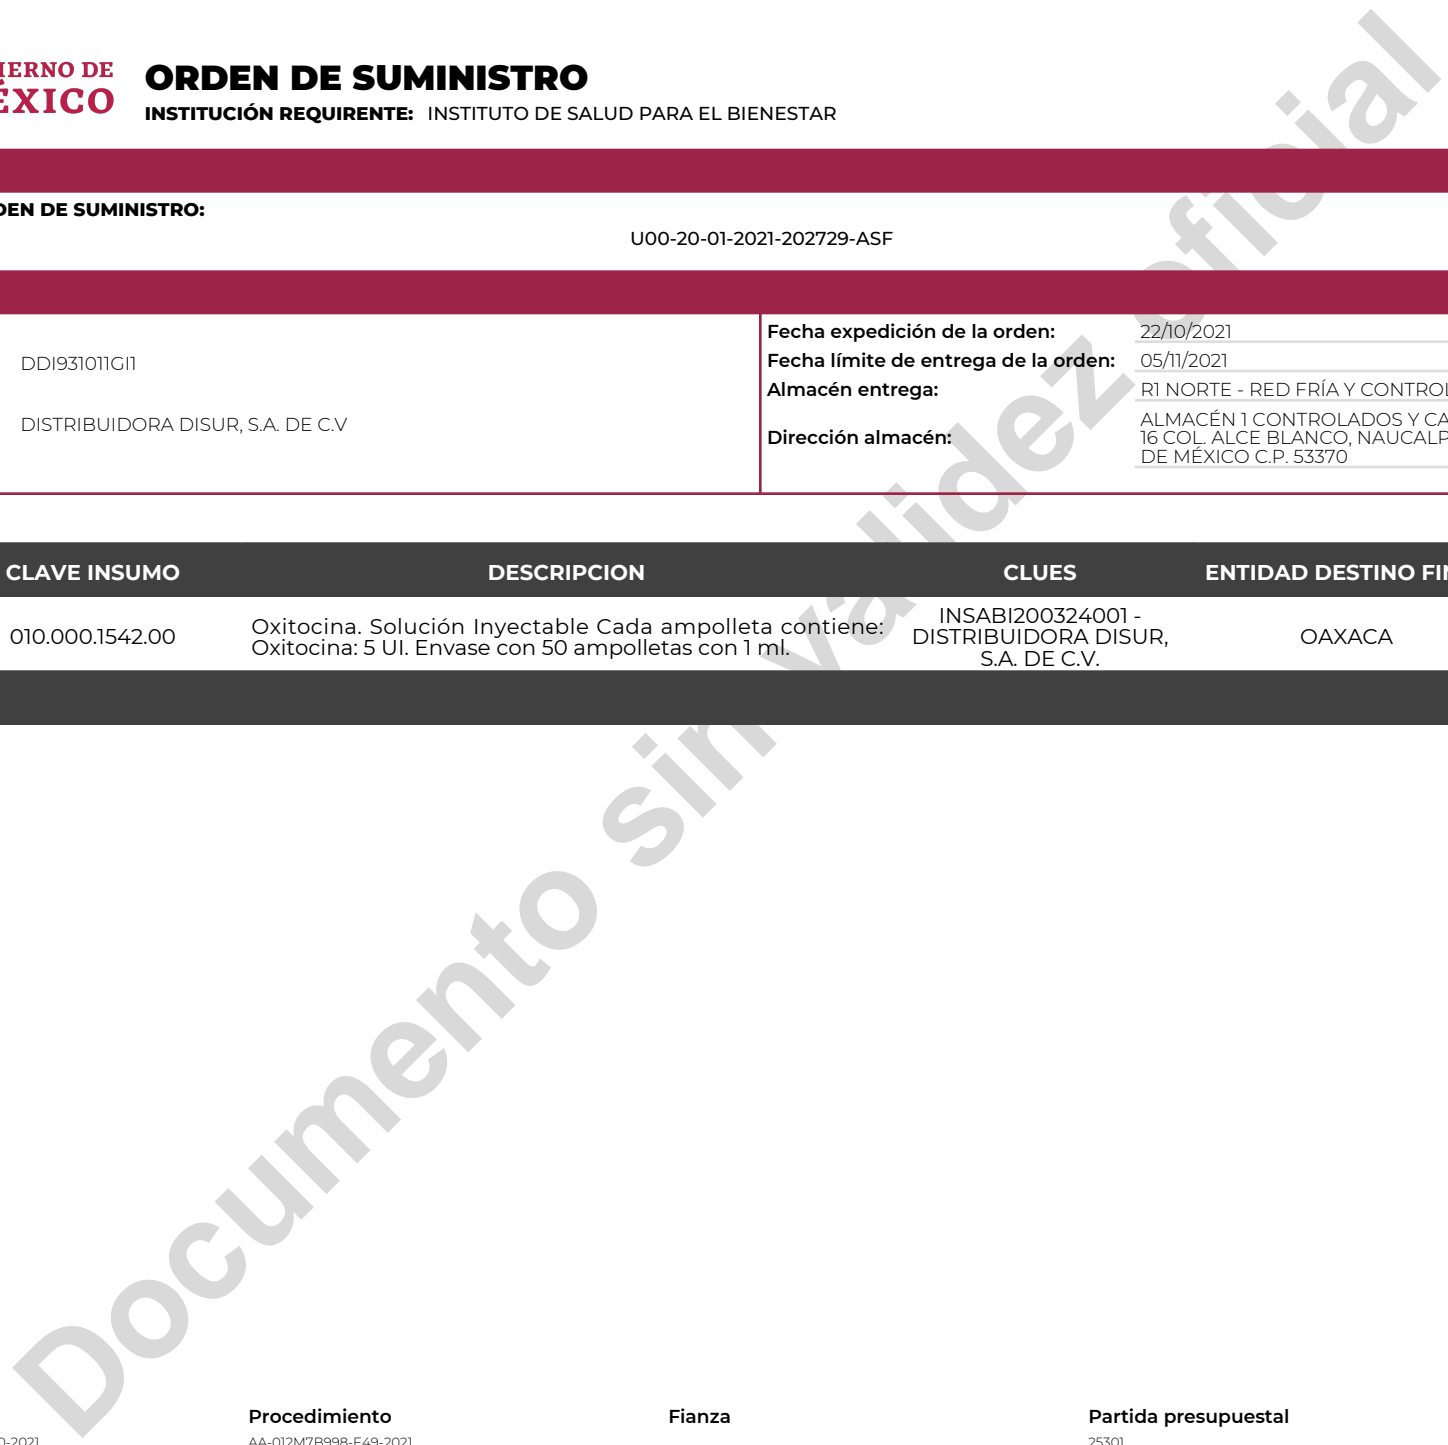 ORDEN DE SUMINISTRO
INSTITUCIÓN REQUIRENTE: INSTITUTO DE SALUD PARA EL BIENESTAR
IERNO DE
ÉXICO
DEN DE SUMINISTRO:
U00-20-01-2021-202729-ASF
DDI931011GI1
DISTRIBUIDORA DISUR, S.A. DE C.V
Fecha expedición de la orden: 22/10/2021
Fecha límite de entrega de la orden: 05/11/2021
Almacén entrega: R1 NORTE - RED FRÍA Y CONTROL
Dirección almacén: ALMACÉN 1 CONTROLADOS Y CA
16 COL. ALCE BLANCO, NAUCALP
DE MÉXICO C.P. 53370
CLAVE INSUMO DESCRIPCION CLUES ENTIDAD DESTINO FIN
010.000.1542.00
Oxitocina. Solución Inyectable Cada ampolleta contiene:
Oxitocina: 5 UI. Envase con 50 ampolletas con 1 ml.
INSABI200324001 -
DISTRIBUIDORA DISUR,
S.A. DE C.V.
OAXACA
Documento sin validez oficial
Procedimiento Fianza Partida presupuestal
0-2021 AA-012M7B998-E49-2021 25301